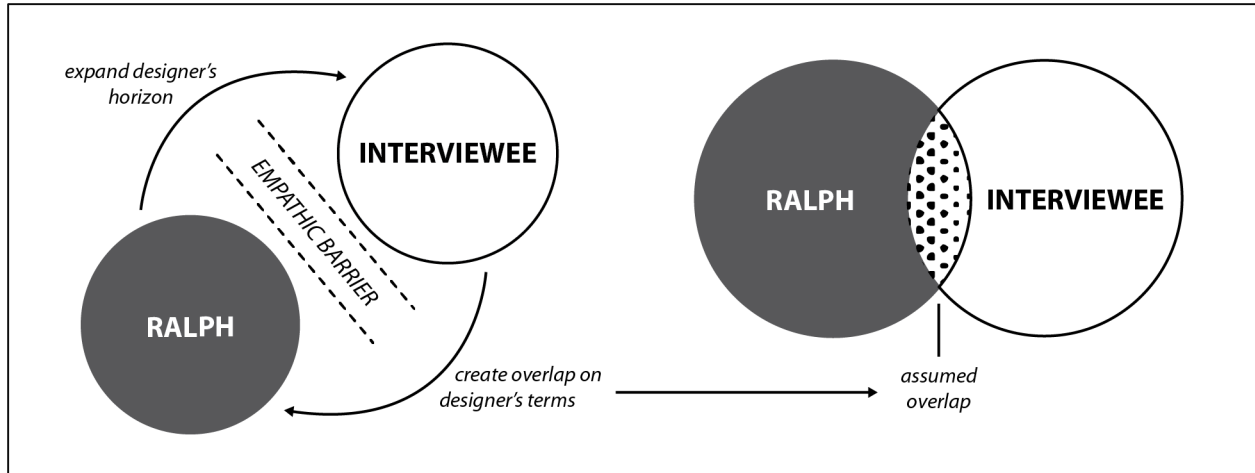 expand designer’s
horizon
INTERVIEWEE
EMPATHIC BARRIER
RALPH
create overlap on
designer’s terms
RALPH
INTERVIEWEE
assumed
overlap